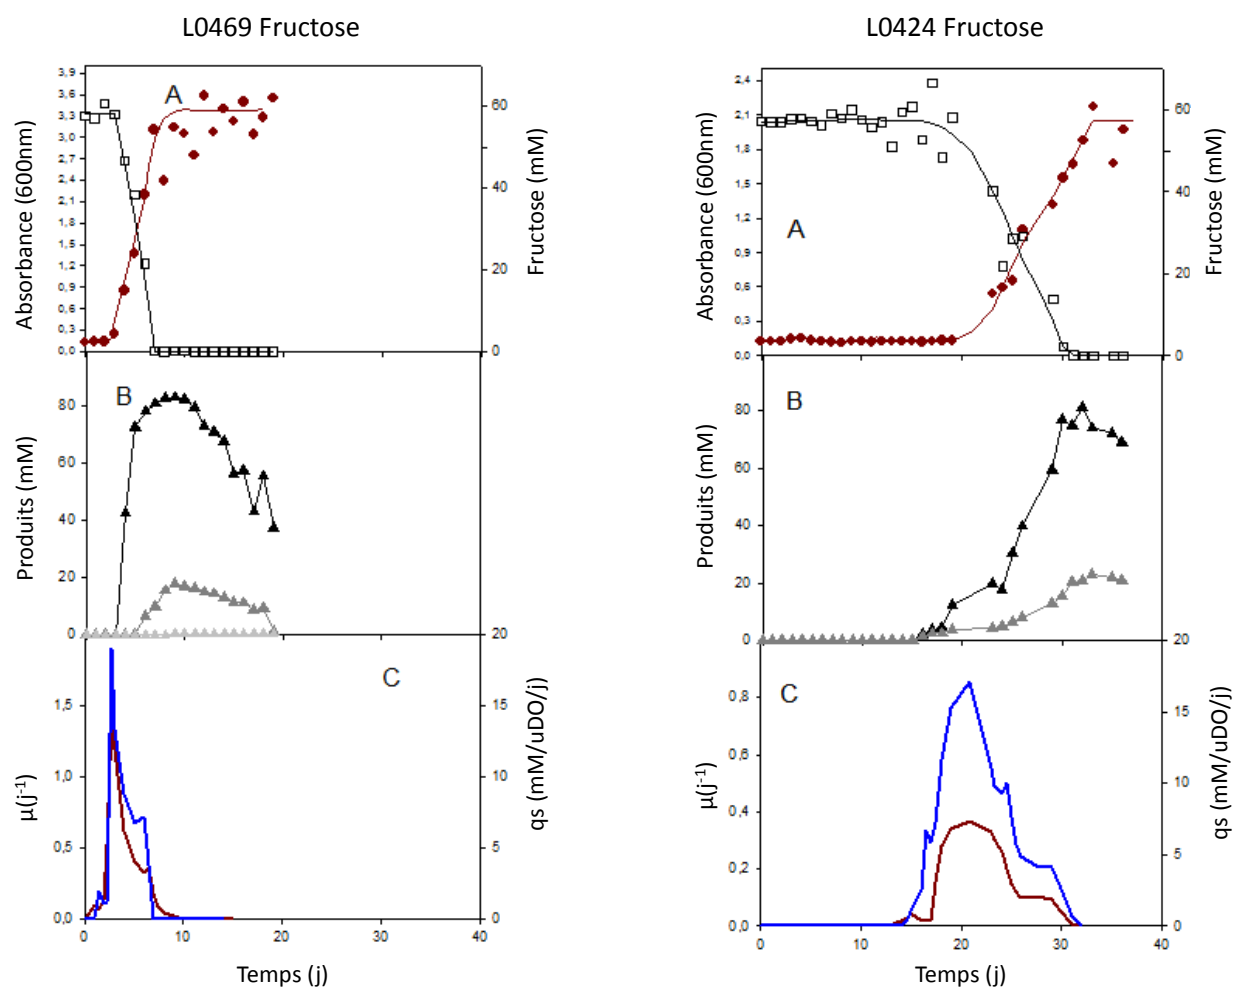 L0469 Fructose
L0424 Fructose
3,9
3,6
3,3
3,0
2,7
2,4
2,1
1,8
1,5
1,2
0,9
0,6
0,3
0,0
Absorbance (600nm)
A
60
40
20
0
Fructose (mM)
2,4
2,1
1,8
1,5
1,2
0,9
0,6
0,3
0,0
Absorbance (600nm)
A
60
40
20
0
Fructose (mM)
80
60
40
20
0
Produits (mM)
B
80
60
40
20
0
Produits (mM)
B
1,5
1,0
0,5
0,0
µ(j-1)
C
20
15
10
5
0
qs (mM/uDO/j)
0 10 20 30 40
Temps (j)
0,8
0,6
0,4
0,2
0,0
µ(j-1)
C
20
15
10
5
0
qs (mM/uDO/j)
0 10 20 30 40
Temps (j)